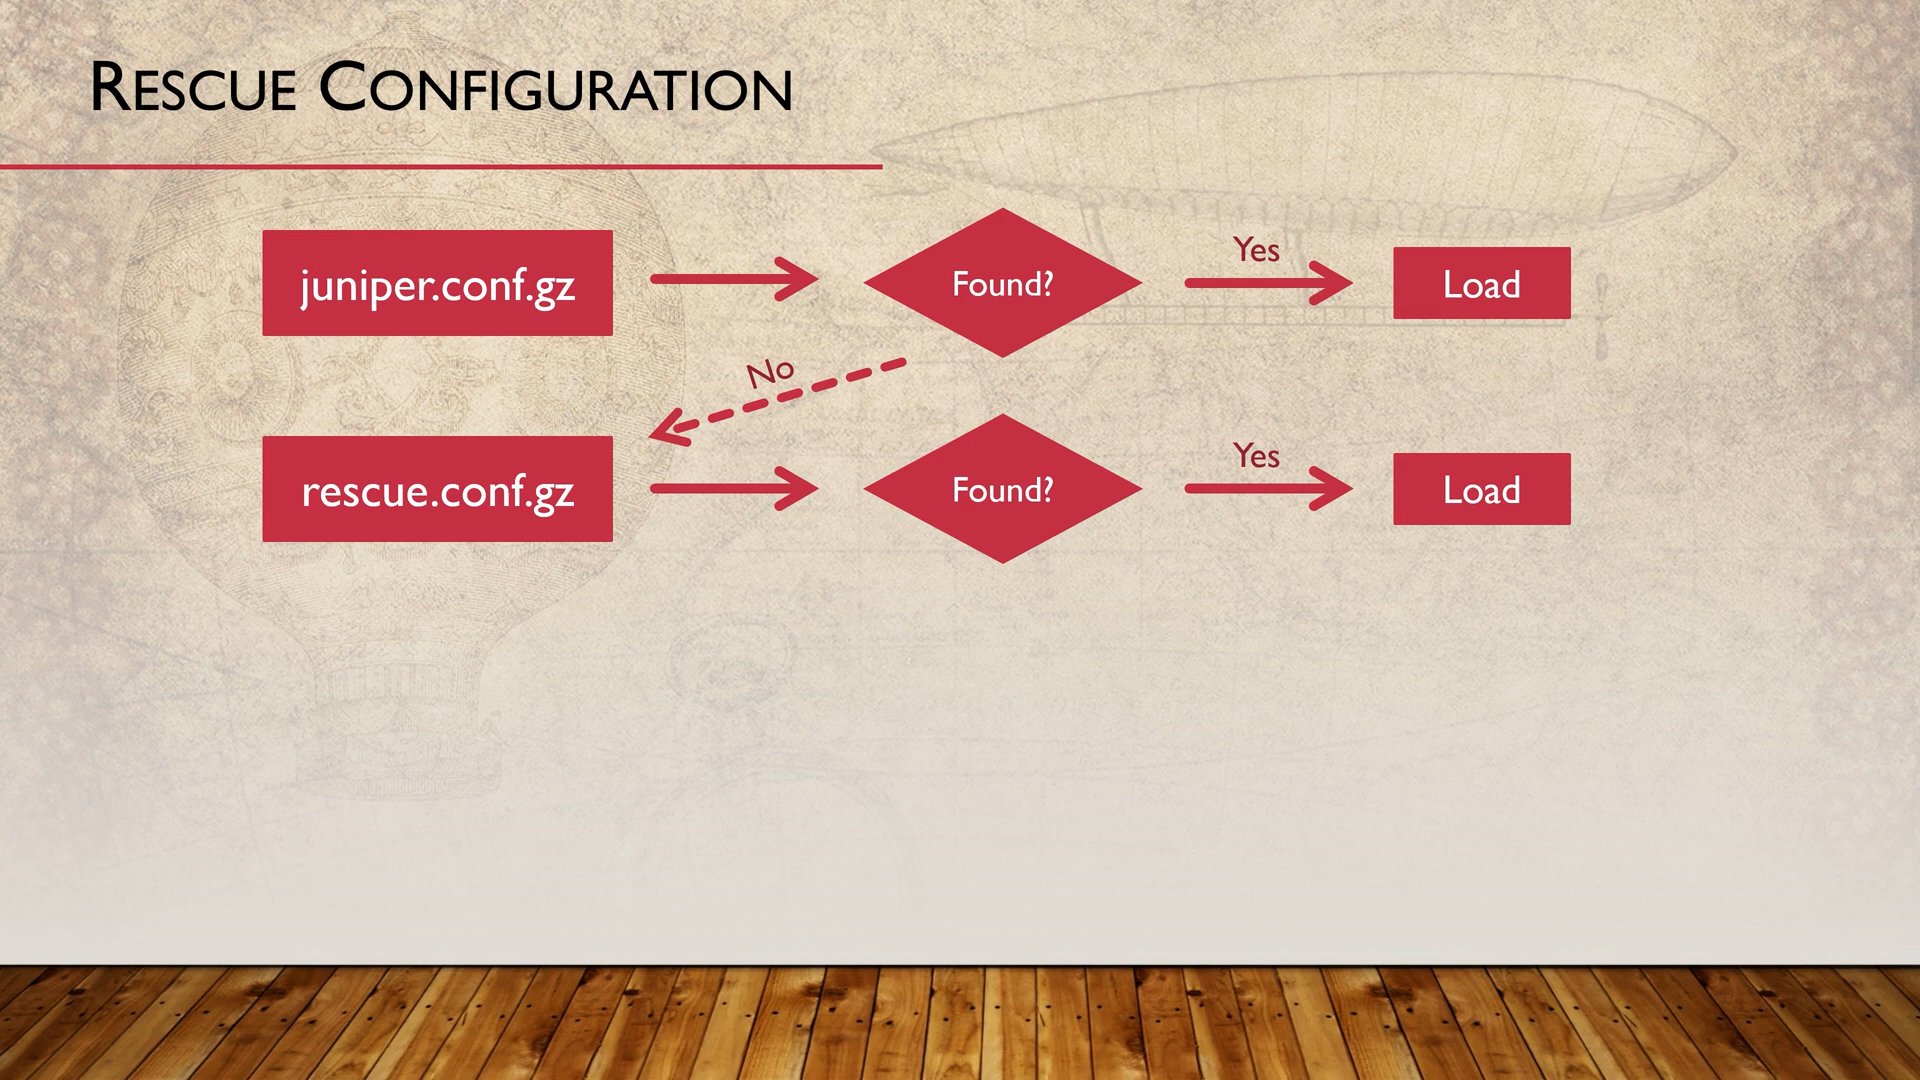 Rescue Configuration
juniper.conf.gz
Found?
Yes
Load
No
rescue.conf.gz
Found?
Yes
Load